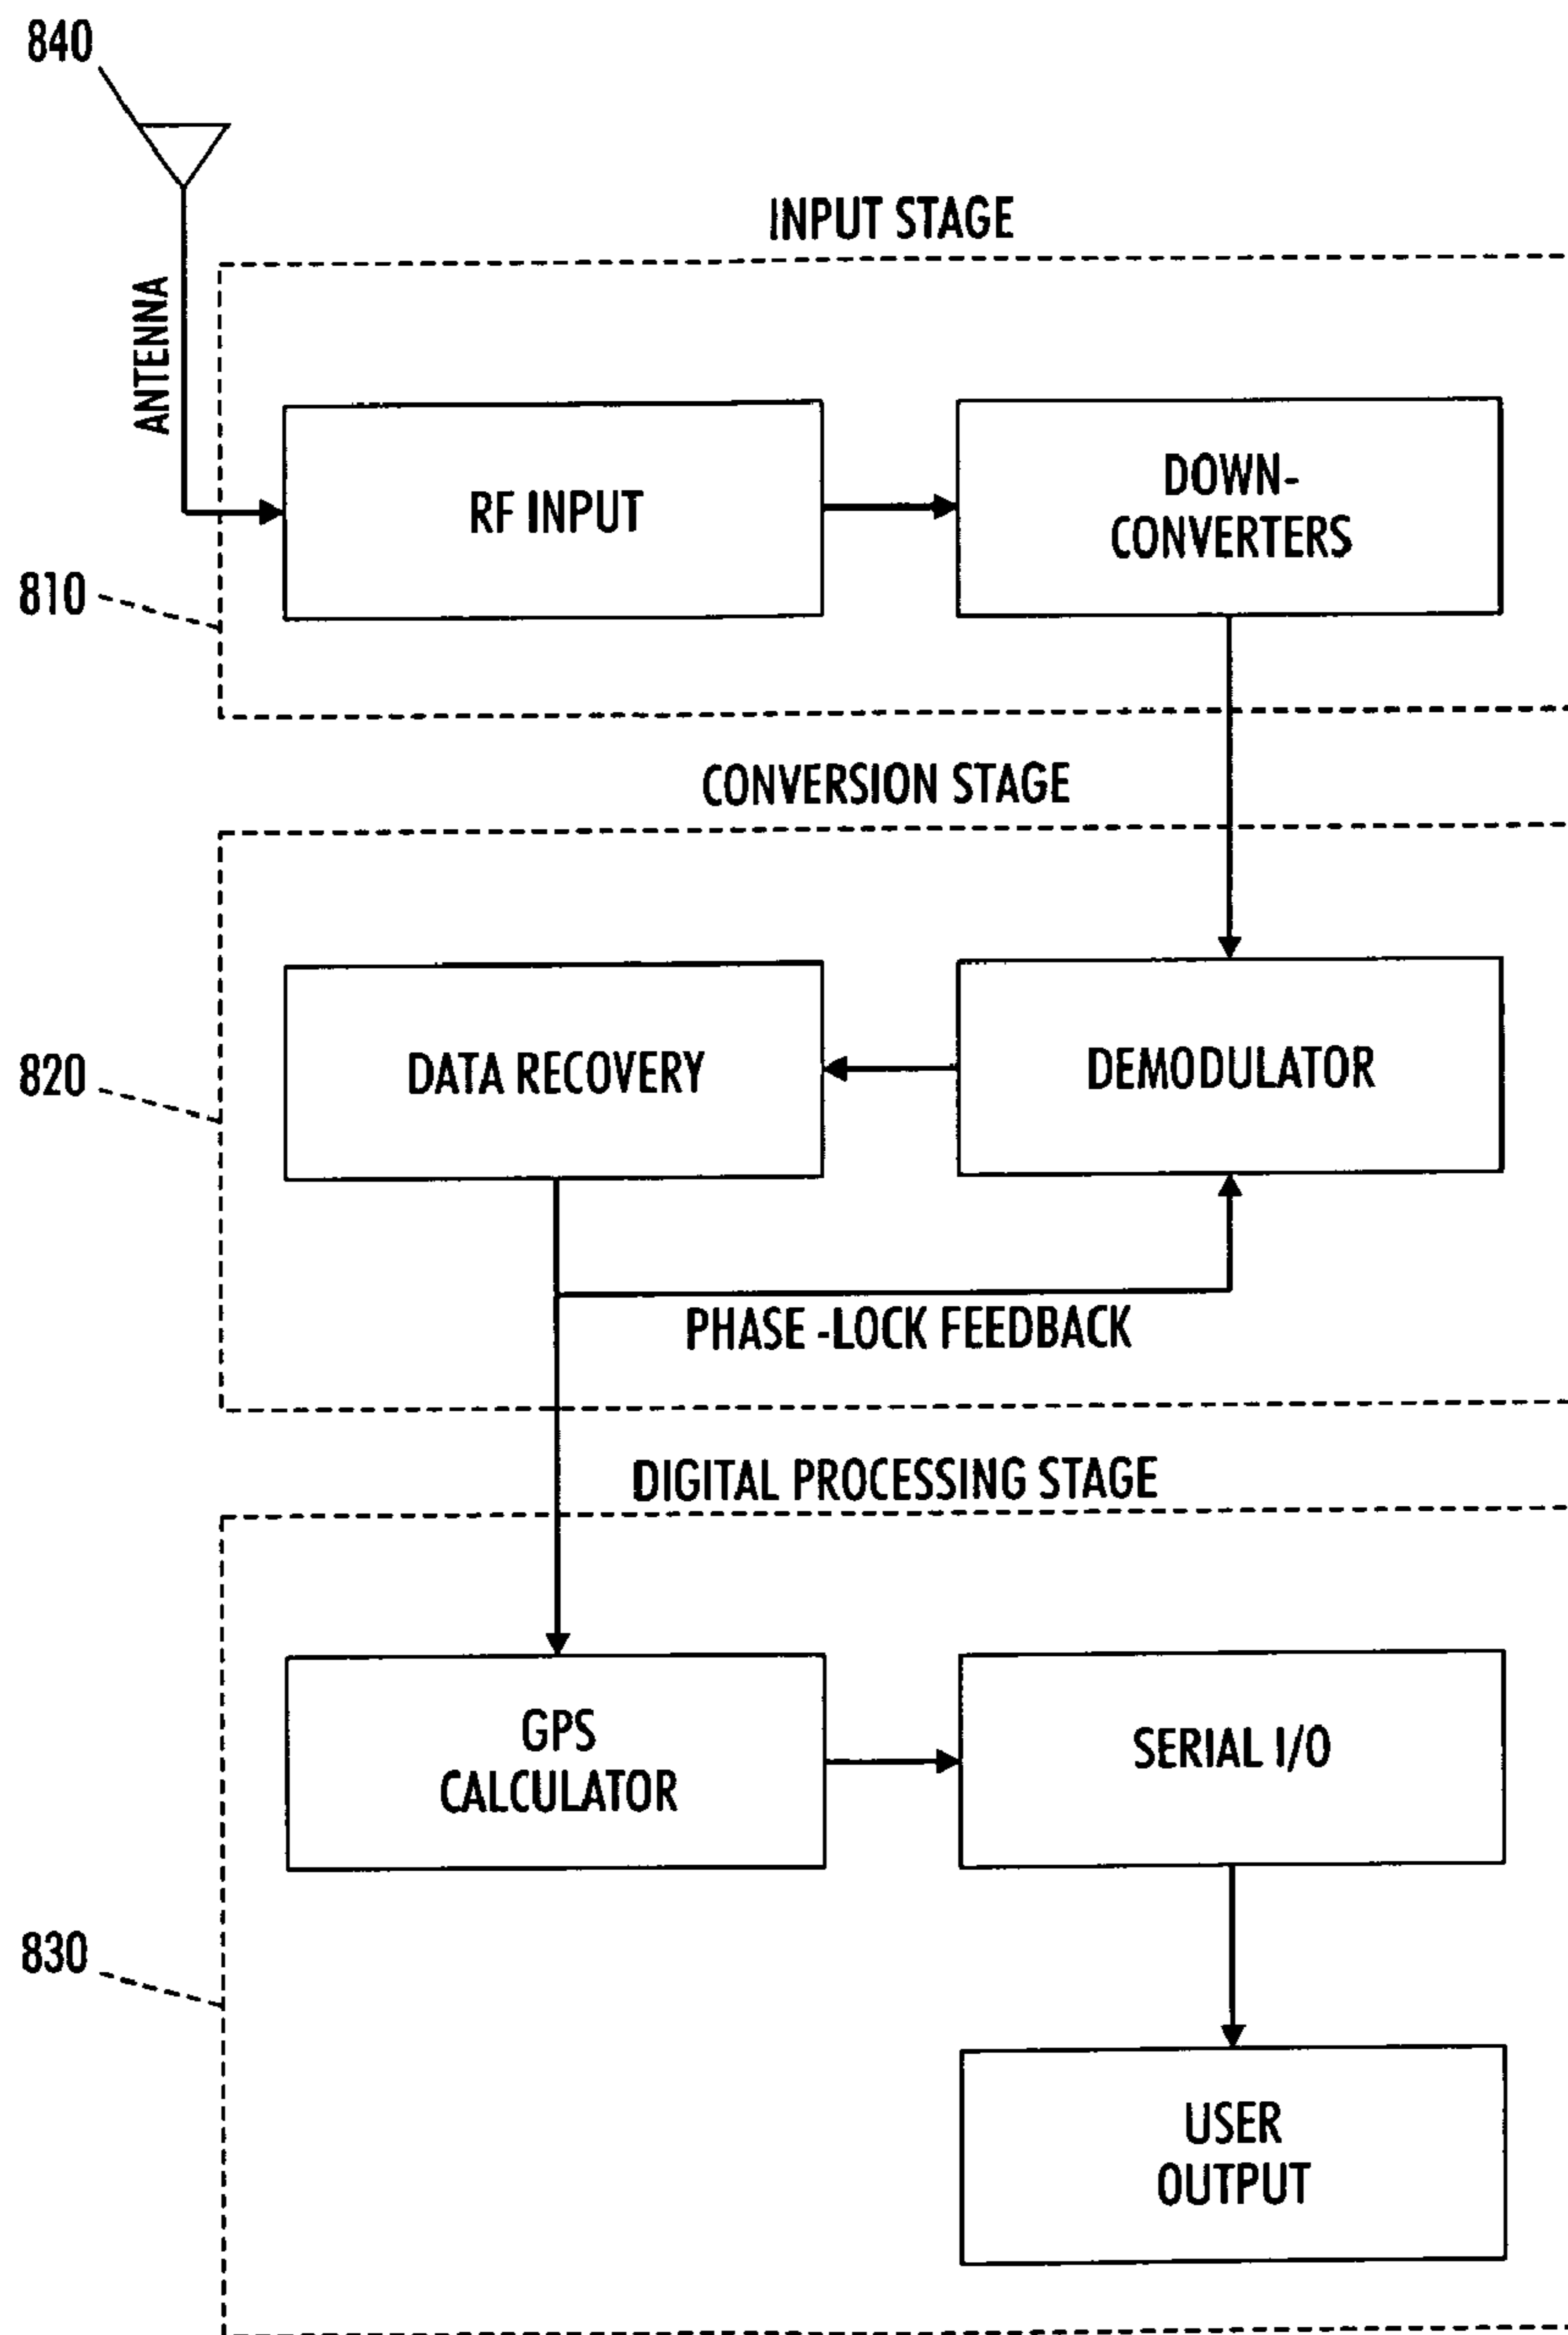 840
INPUT STAGE
ANTENNA
RF INPUT
DOWN-
CONVERTERS
810
CONVERSION STAGE
DATA RECOVERY
DEMODULATOR
820
PHASE -LOCK FEEDBACK
DIGITAL PROCESSING STAGE
GPS
CALCULATOR
SERIAL I/O
830
USER
OUTPUT